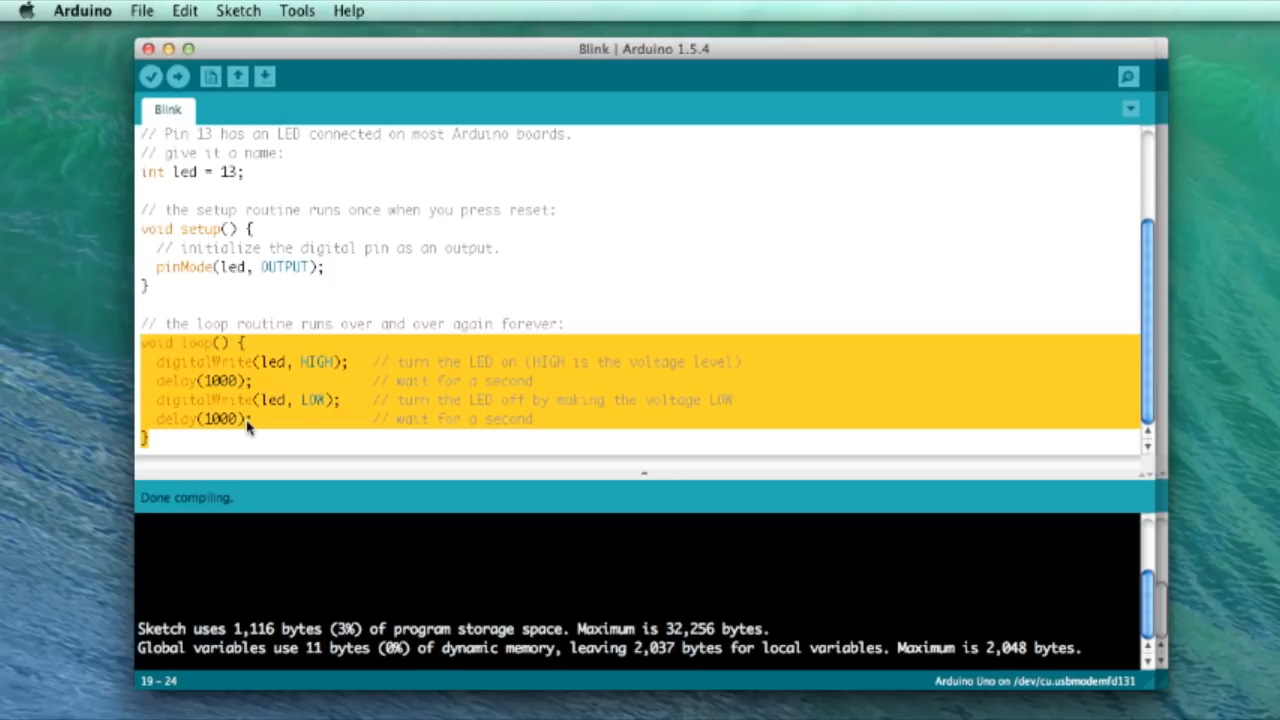 Arduino File Edit Sketch Tools Help
Blink | Arduino 1.5.4
Blink
// Pin 13 has an LED connected on most Arduino boards.
// give it a name:
int led = 13;
// the setup routine runs once when you press reset:
void setup() {
// initialize the digital pin as an output.
pinMode(led, OUTPUT);
}
// the loop routine runs over and over again forever:
void loop() {
digitalWrite(led, HIGH); // turn the LED on (HIGH is the voltage level)
delay(1000); // wait for a second
digitalWrite(led, LOW); // turn the LED off by making the voltage LOW
delay(1000); // wait for a second
}
Done compiling.
Sketch uses 1,116 bytes (3%) of program storage space. Maximum is 32,256 bytes.
Global variables use 11 bytes (0%) of dynamic memory, leaving 2,037 bytes for local variables. Maximum is 2,048 bytes.
19 - 24 Arduino Uno on /dev/cu.usbmodemfd131